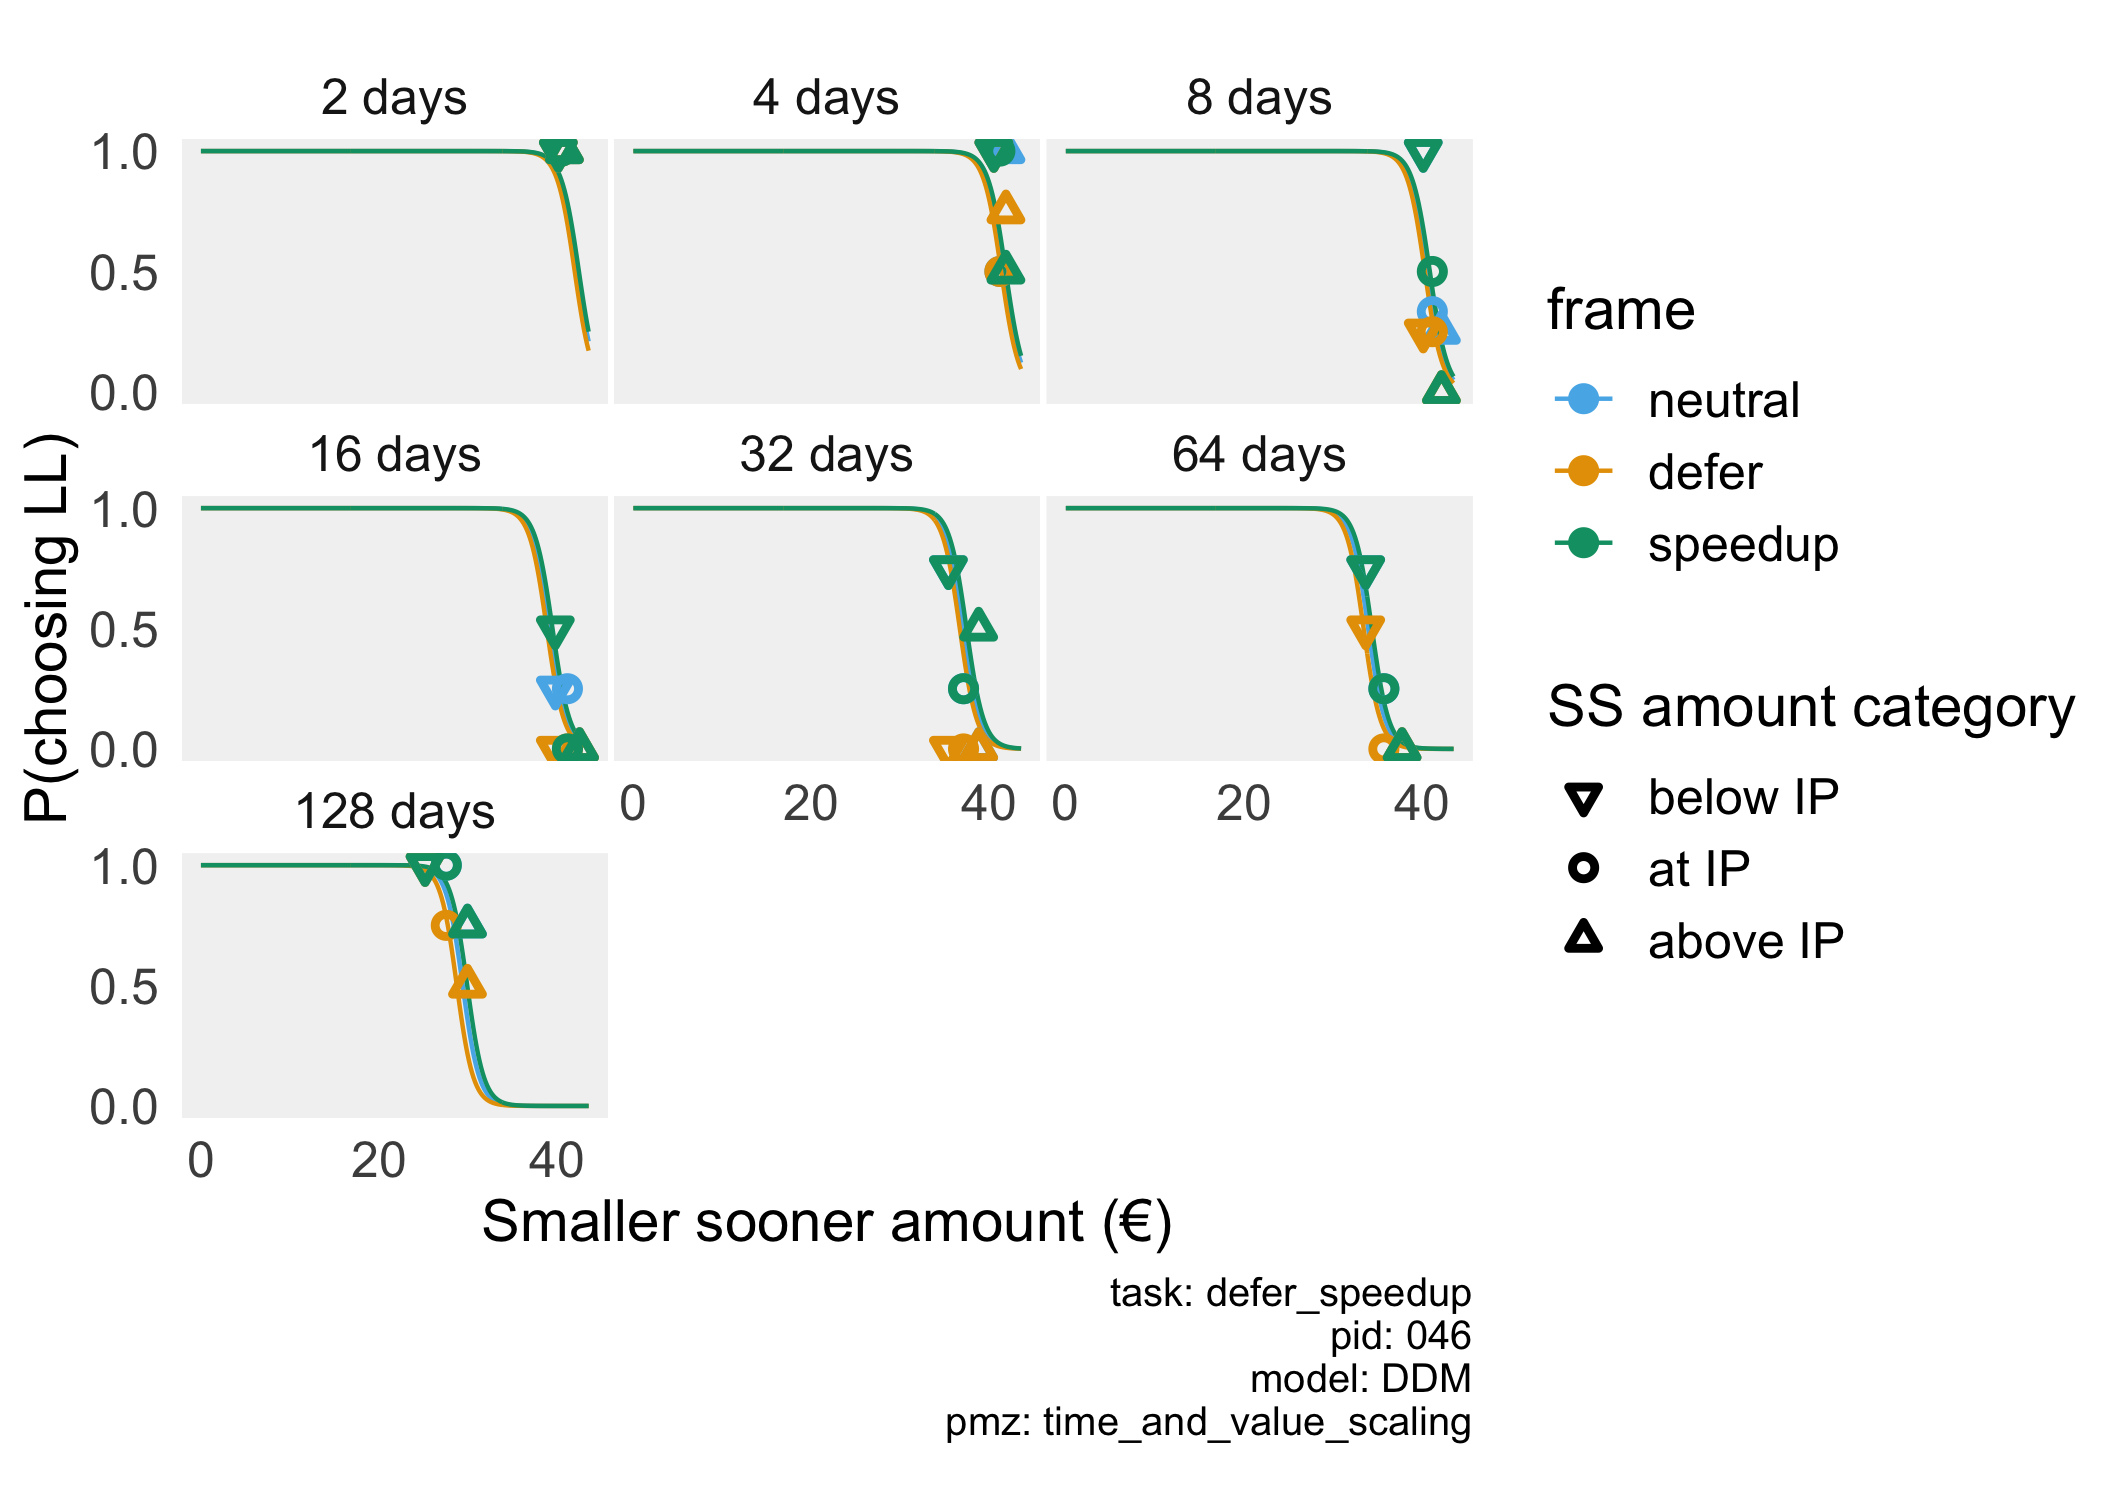 2 days
4 days
8 days
1.0
0.5
0.0
16 days
32 days
64 days
1.0
0.5
0.0
0
20
40
0
20
40
128 days
1.0
0.5
0.0
0
20
40
P(choosing LL)
Smaller sooner amount (€)
frame
neutral
defer
speedup
SS amount category
below IP
at IP
above IP
task: defer_speedup
pid: 046
model: DDM
pmz: time_and_value_scaling